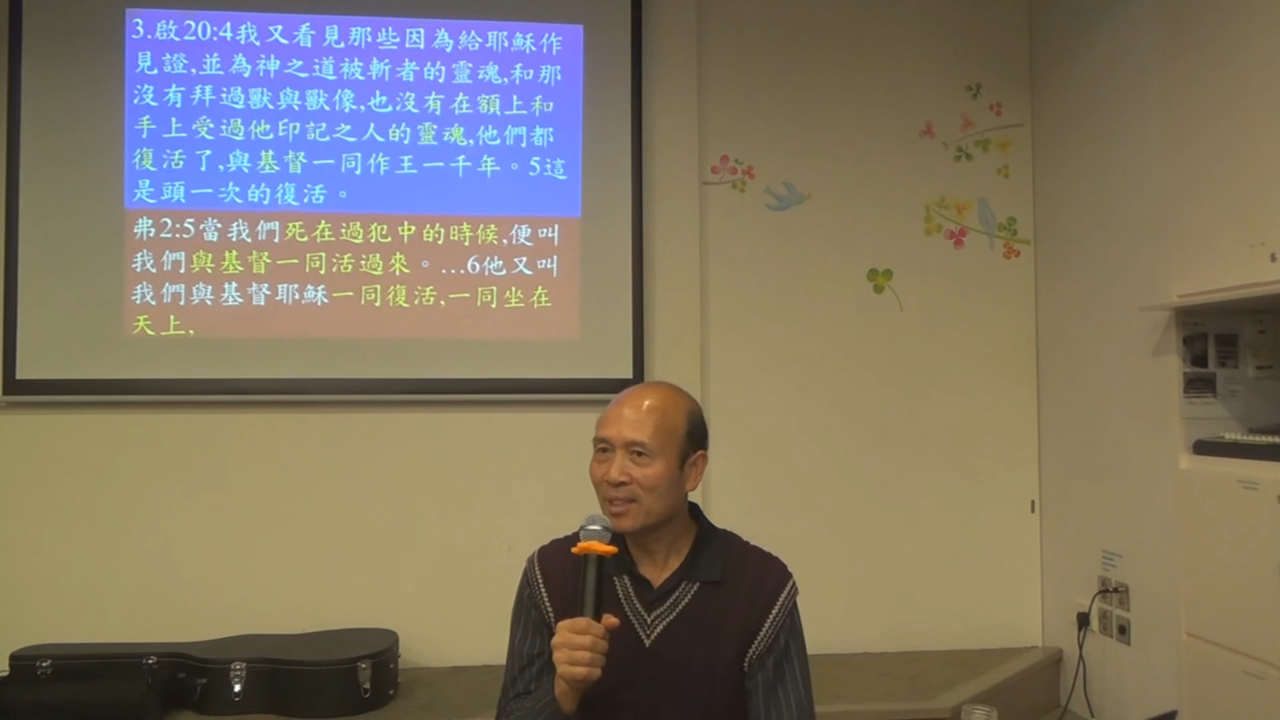 3.啟20:4我又看見那些因為給耶穌作
見證,並為神之道被斬者的靈魂,和那
沒有拜過獸與獸像,也沒有在額上和
手上受過他印記之人的靈魂,他們都
復活了,與基督一同作王一千年。5這
是頭一次的復活。
弗2:5當我們死在過犯中的時候,便叫
我們與基督一同活過來。…6他又叫
我們與基督耶穌一同復活,一同坐在
天上,